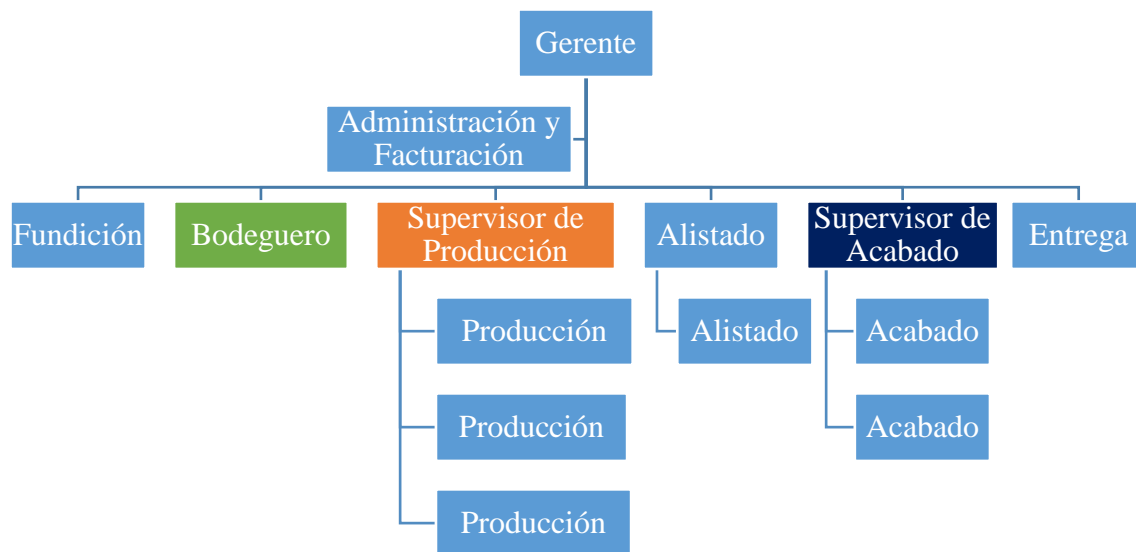 Gerente
Administración y
Facturación
Fundición
Bodeguero
Supervisor de
Producción
Alistado
Supervisor de
Acabado
Entrega
Producción
Alistado
Acabado
Producción
Acabado
Producción